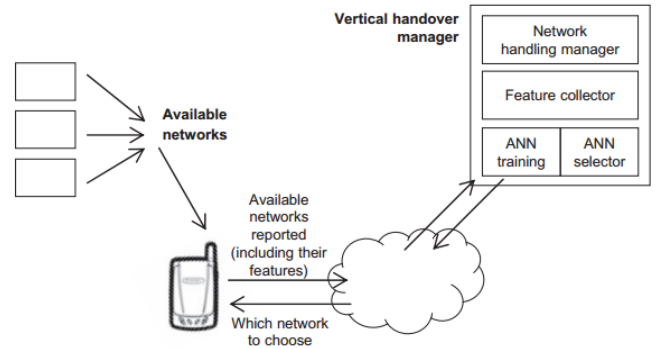 Vertical handover
manager
Network
handling manager
Feature collector
ANN
training
ANN
selector
Available
networks
Available
networks
reported
(including their
features)
Which network
to choose